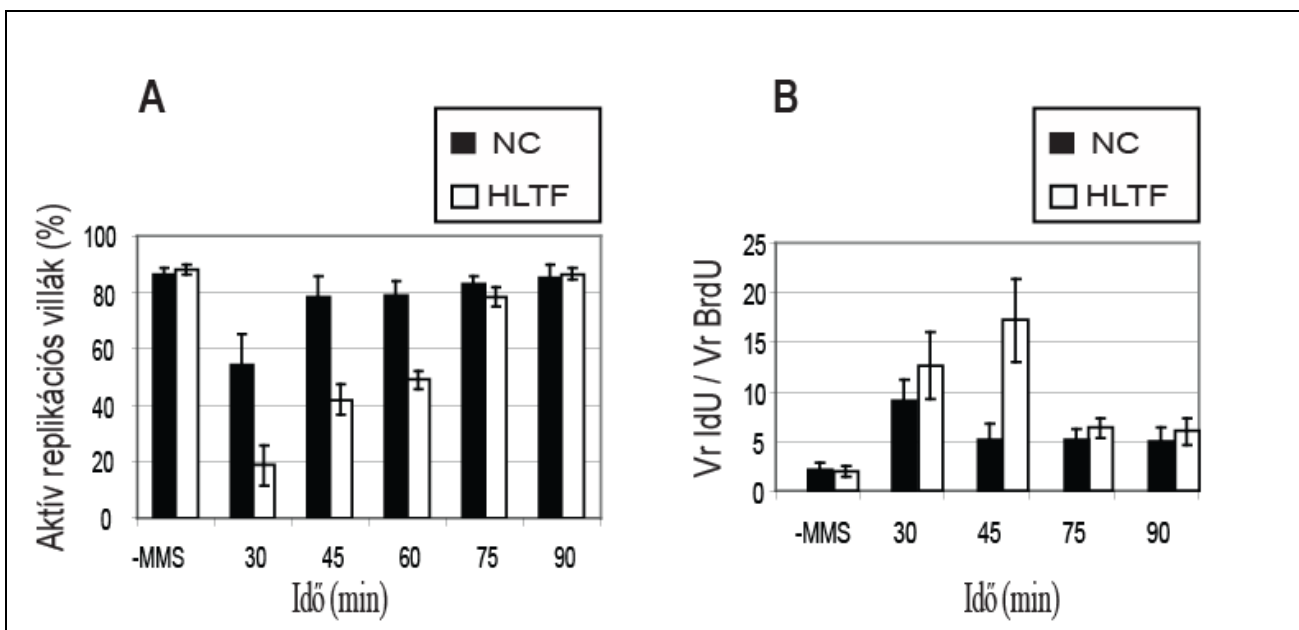 A
NC
HLTF
Aktív replikációs villák (%)
100
80
60
40
20
0
-MMS 30 45 60 75 90
Idő (min)
B
NC
HLTF
Vr IdU / Vr BrdU
25
20
15
10
5
0
-MMS 30 45 75 90
Idő (min)